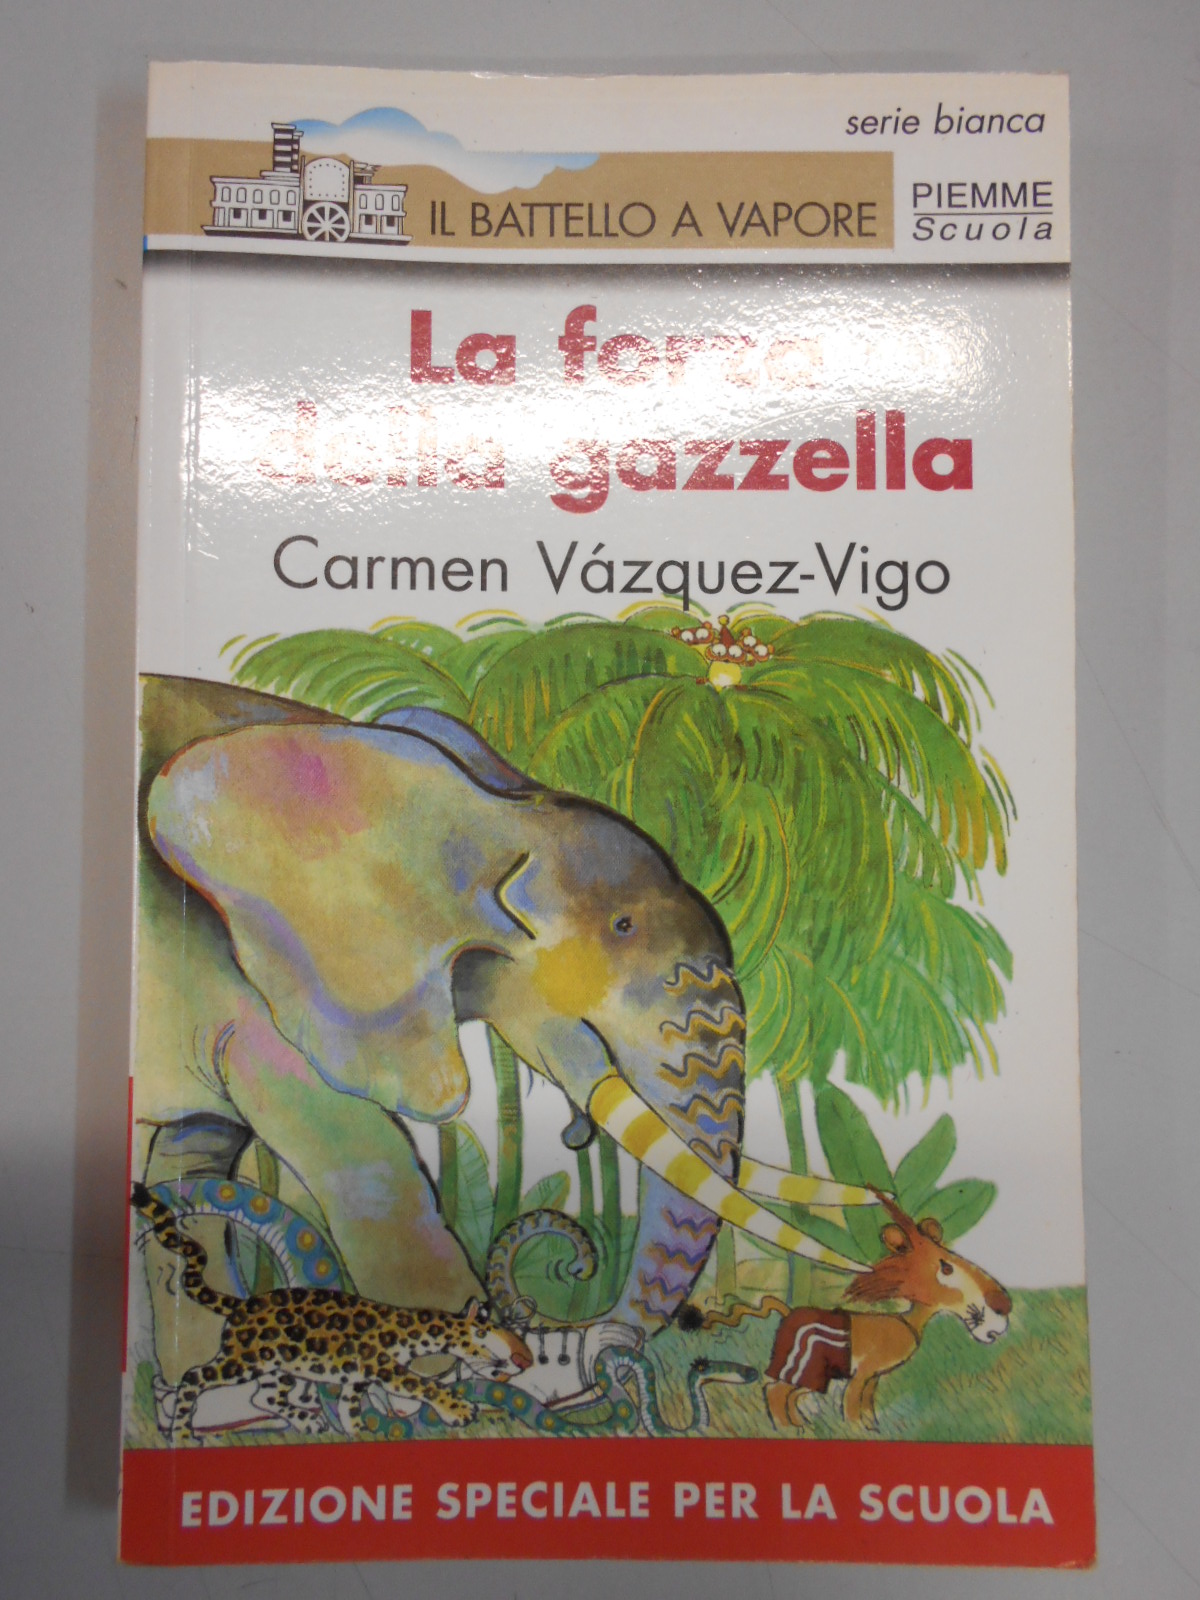 serie bianca
IL BATTELLO A VAPORE
PIEMME
Scuola
La forza
della gazzella
Carmen Vázquez-Vigo
EDIZIONE SPECIALE PER LA SCUOLA